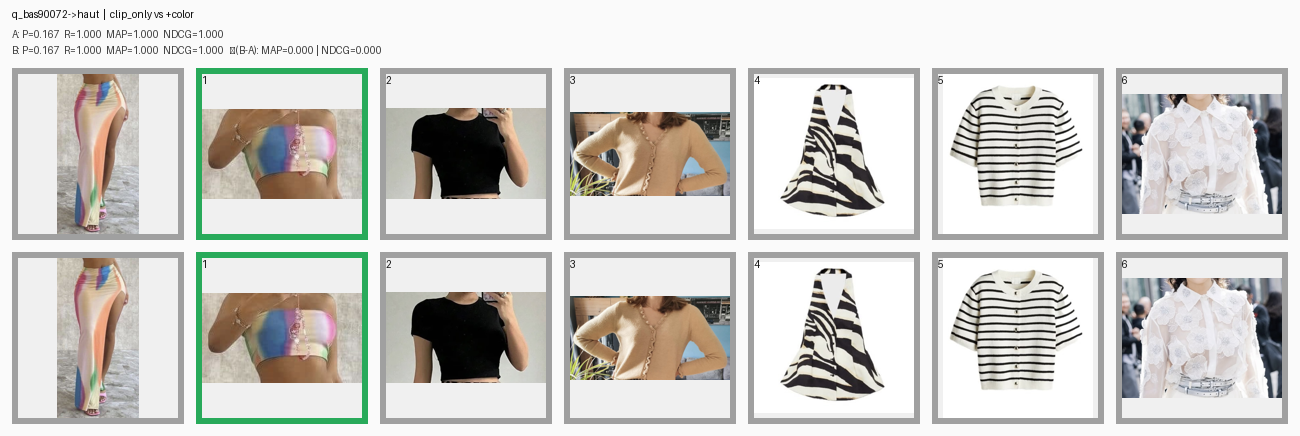 q_bas90072->haut | clip_only vs +color
A: P=0.167 R=1.000 MAP=1.000 NDCG=1.000
B: P=0.167 R=1.000 MAP=1.000 NDCG=1.000 (B-A): MAP=0.000 | NDCG=0.000
1 2 3 4 5 6
1 2 3 4 5 6